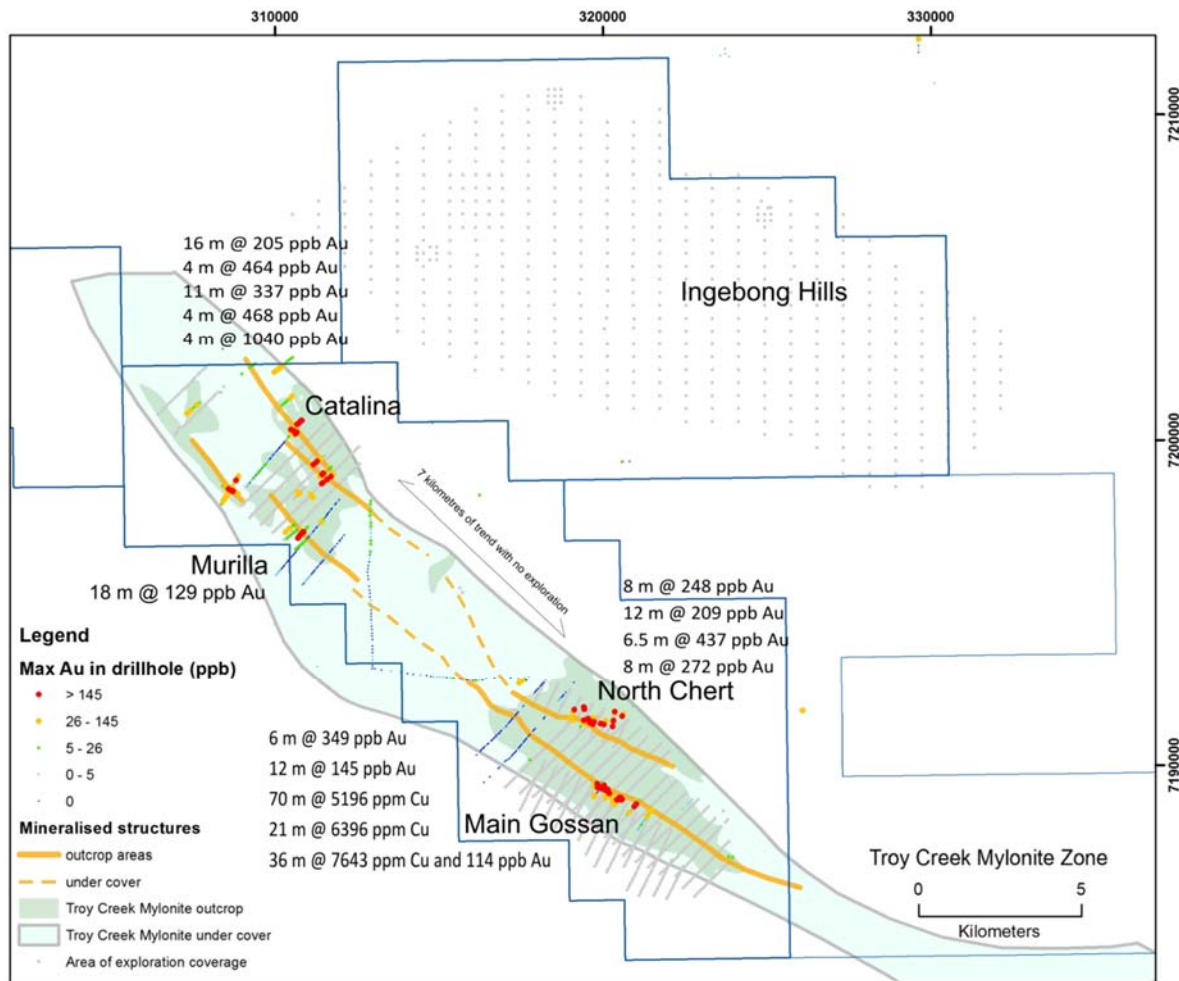 310000
320000
330000
7210000
16 m @ 205 ppb Au
4 m @ 464 ppb Au
11 m @ 337 ppb Au
4 m @ 468 ppb Au
4 m @ 1040 ppb Au
Ingebong Hills
Catalina
7200000
7 kilometres of trend with no exploration
Murilla
18 m @ 129 ppb Au
8 m @ 248 ppb Au
12 m @ 209 ppb Au
6.5 m @ 437 ppb Au
8 m @ 272 ppb Au
North Chert
6 m @ 349 ppb Au
12 m @ 145 ppb Au
70 m @ 5196 ppm Cu
21 m @ 6396 ppm Cu
36 m @ 7643 ppm Cu and 114 ppb Au
Main Gossan
7190000
Legend
Max Au in drillhole (ppb)
> 145
26 - 145
5 - 26
0 - 5
0
Mineralised structures
outcrop areas
under cover
Troy Creek Mylonite outcrop
Troy Creek Mylonite under cover
Area of exploration coverage
Troy Creek Mylonite Zone
0 5
Kilometers